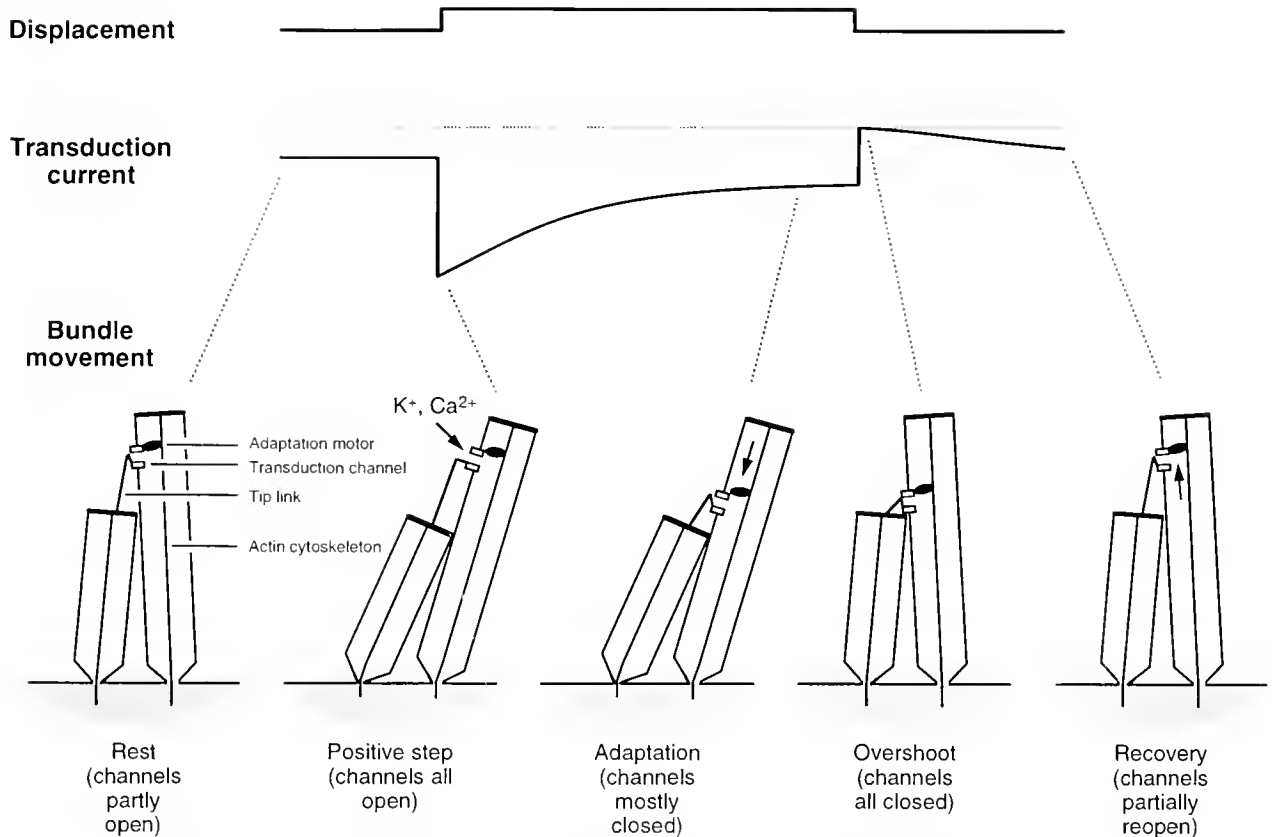 Displacement
Transduction
current
Bundle
movement
K⁺, Ca²⁺
Adaptation motor
Transduction channel
Tip link
Actin cytoskeleton
Rest
(channels
partly
open)
Positive step
(channels all
open)
Adaptation
(channels
mostly
closed)
Overshoot
(channels
all closed)
Recovery
(channels
partially
reopen)